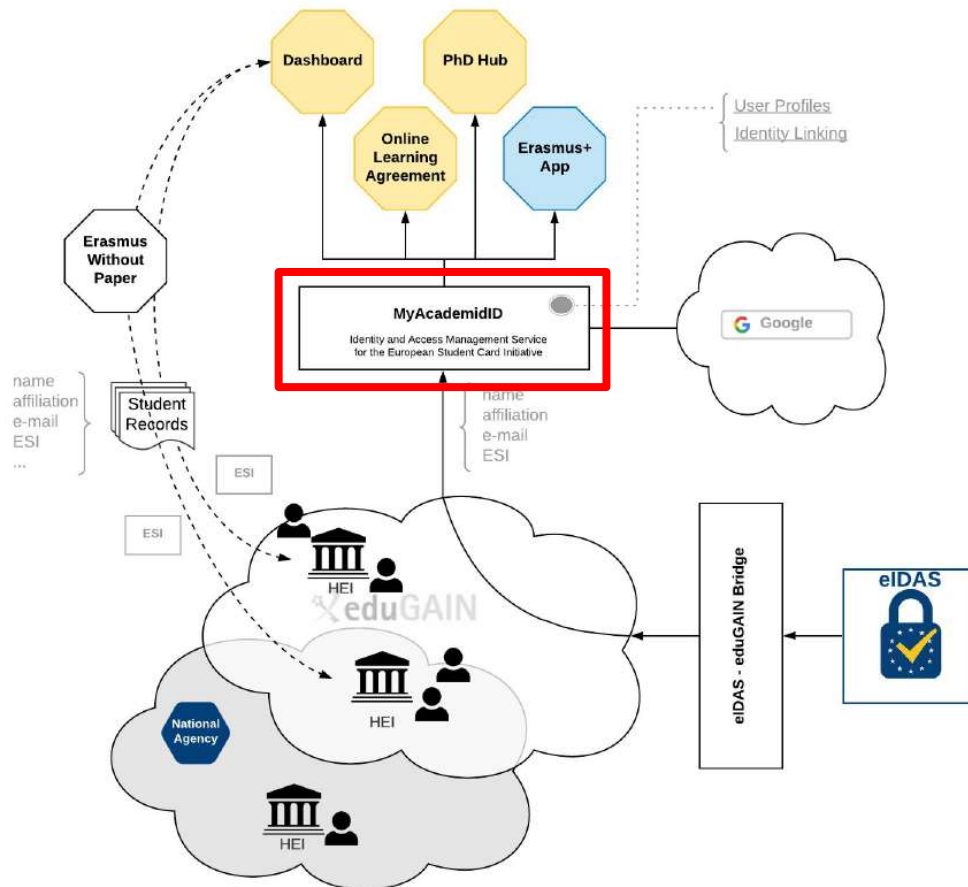 Dashboard
PhD Hub
Online
Learning
Agreement
Erasmus+
App
User Profiles
Identity Linking
Erasmus
Without
Paper
MyAcademidID
Identity and Access Management Service
for the European Student Card Initiative
Google
name
affiliation
e-mail
ESI
...
Student
Records
name
affiliation
e-mail
ESI
ESI
ESI
HEI
eduGAIN
HEI
National
Agency
HEI
eIDAS - eduGAIN Bridge
eIDAS